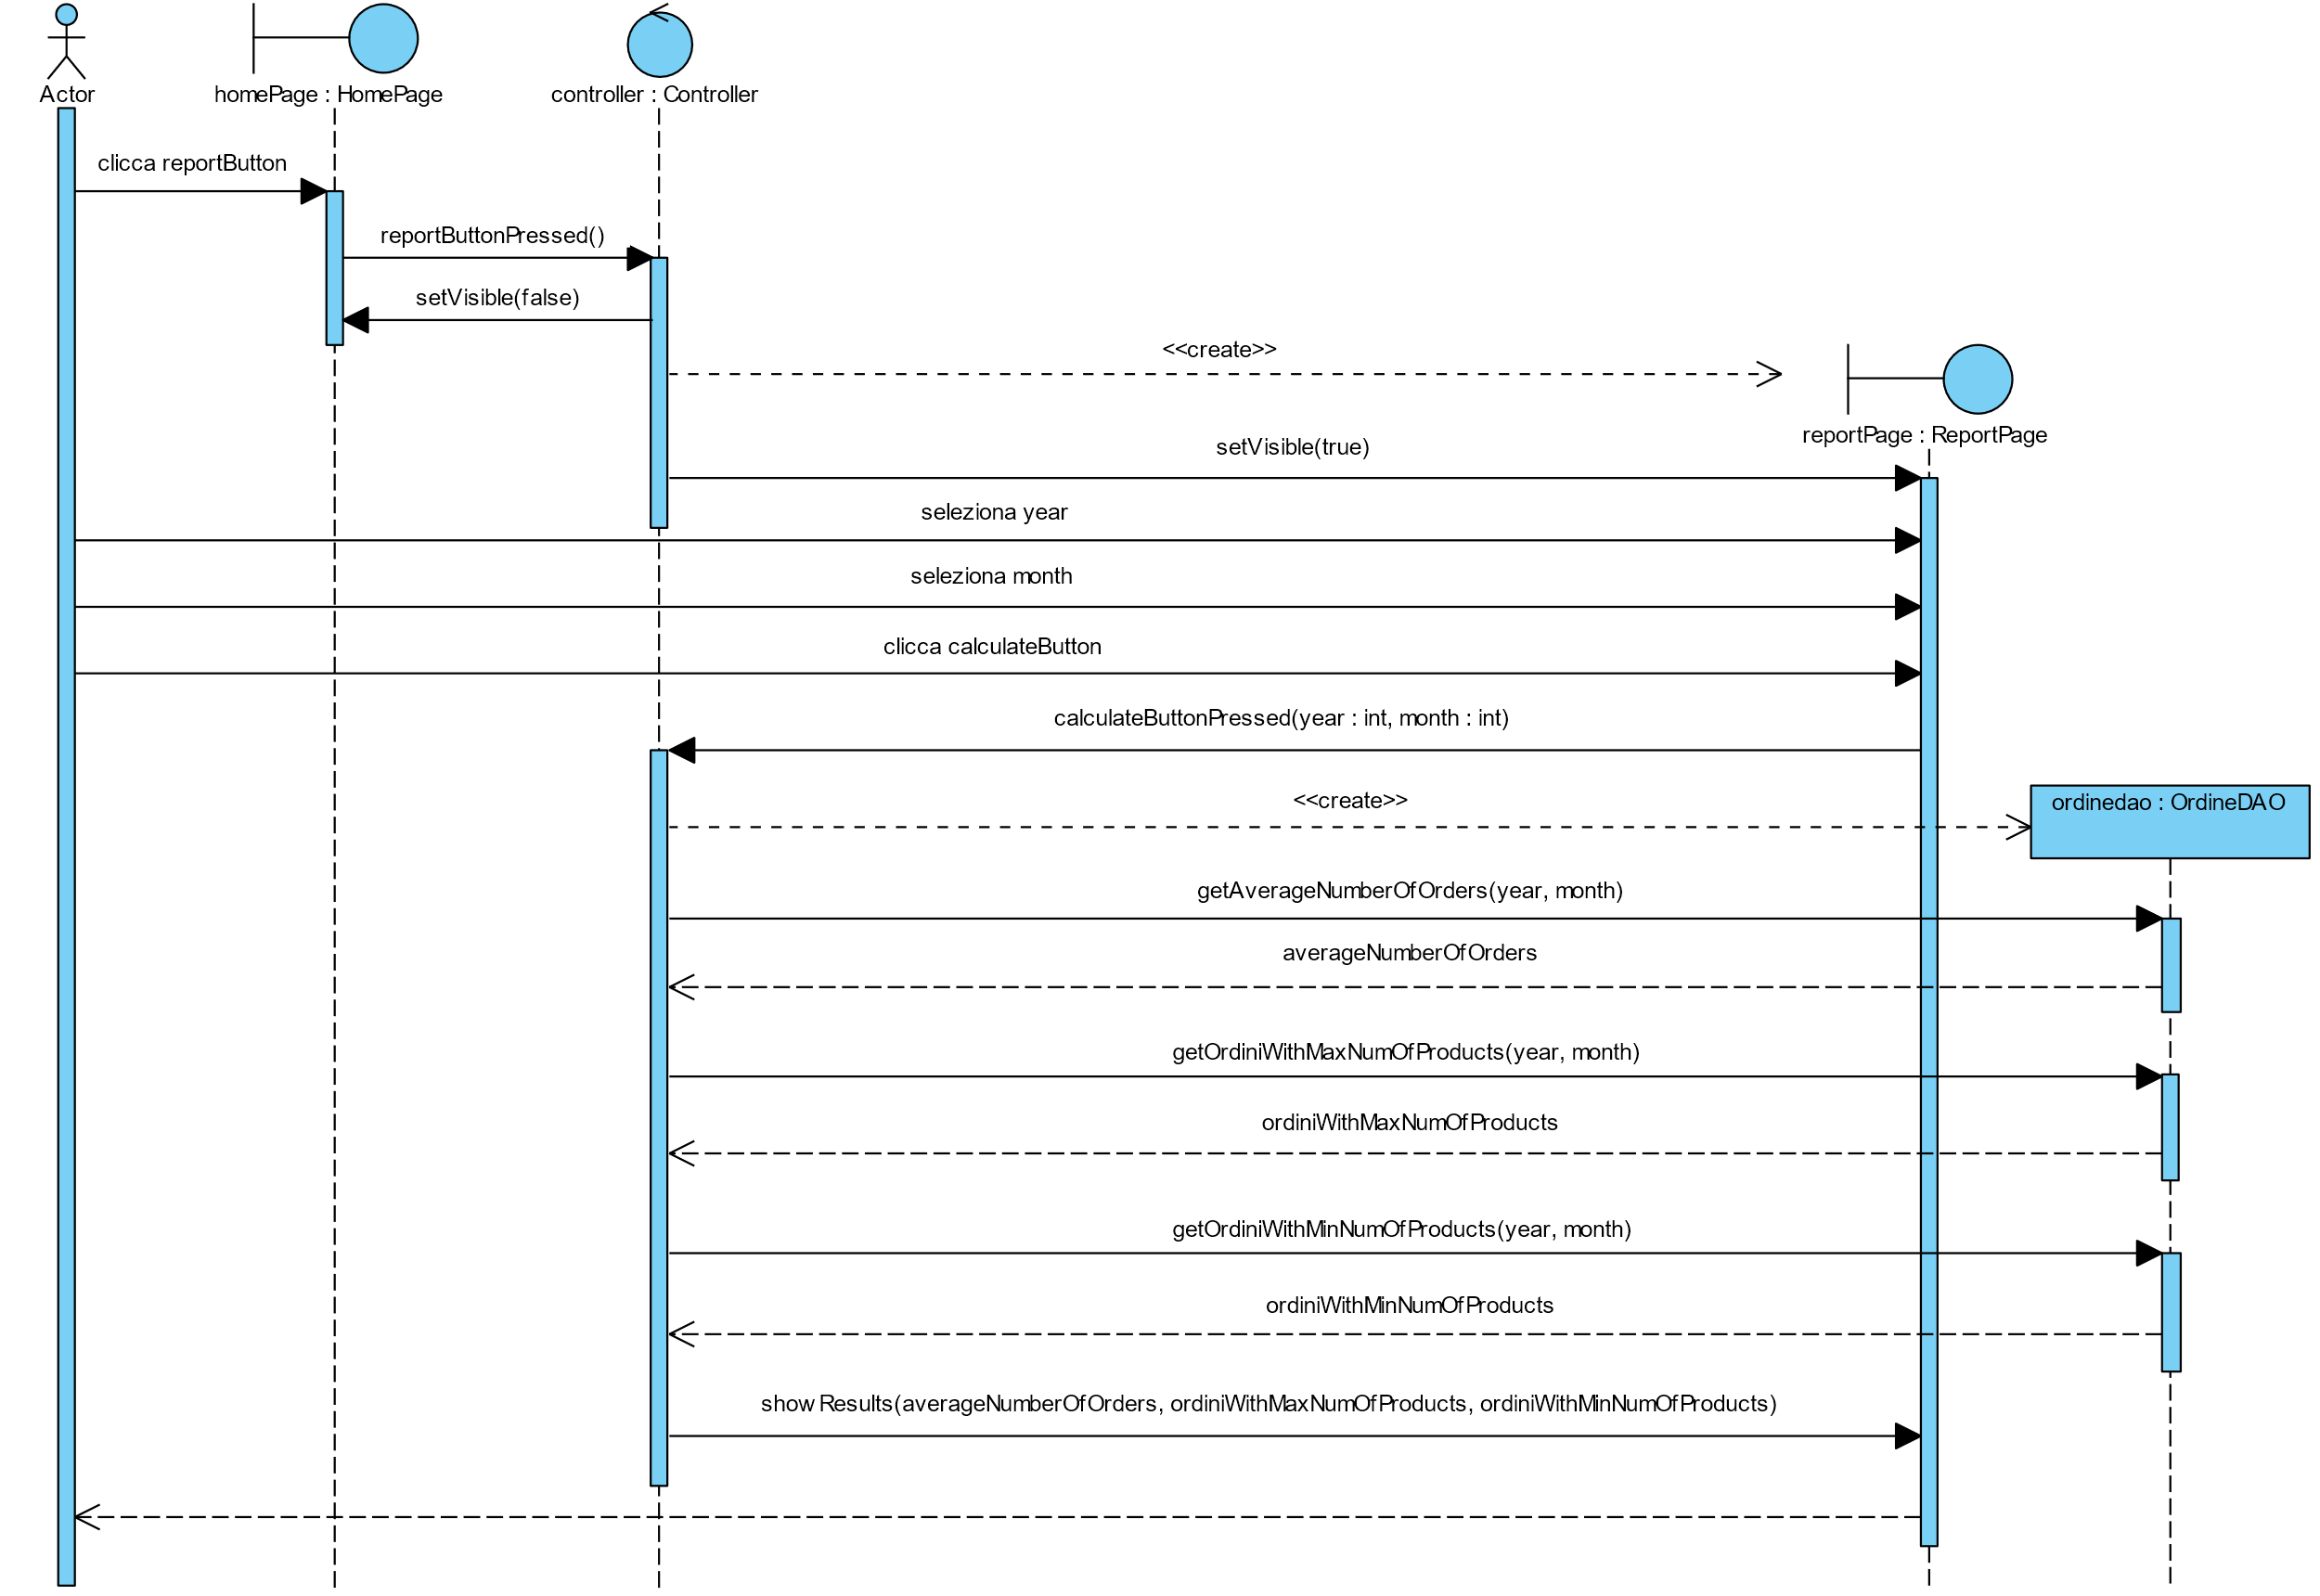 Actor
homePage : HomePage
controller : Controller
clicca reportButton
reportButtonPressed()
setVisible(false)
<<create>>
reportPage : ReportPage
setVisible(true)
seleziona year
seleziona month
clicca calculateButton
calculateButtonPressed(year : int, month : int)
<<create>>
ordinedao : OrdineDAO
getAverageNumberOfOrders(year, month)
averageNumberOfOrders
getOrdiniWithMaxNumOfProducts(year, month)
ordiniWithMaxNumOfProducts
getOrdiniWithMinNumOfProducts(year, month)
ordiniWithMinNumOfProducts
showResults(averageNumberOfOrders, ordiniWithMaxNumOfProducts, ordiniWithMinNumOfProducts)